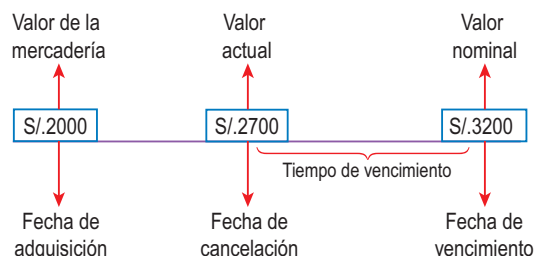 Valor de la
mercadería
Valor
actual
Valor
nominal
S/.2000
S/.2700
S/.3200
Tiempo de vencimiento
Fecha de
adquisición
Fecha de
cancelación
Fecha de
vencimiento